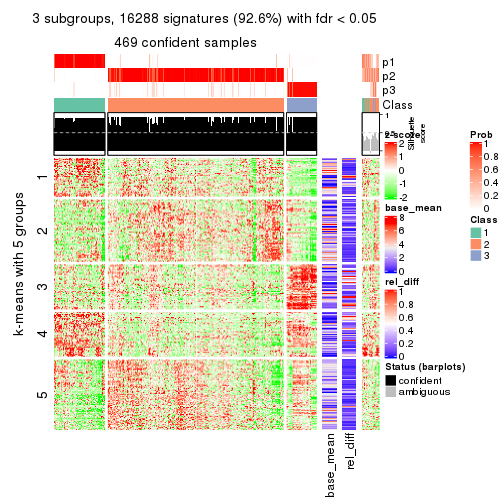 3 subgroups, 16288 signatures (92.6%) with fdr < 0.05
469 confident samples
p1
p2
p3
Class
1
0.5
Silhouette
score
k-means with 5 groups
1
2
3
4
5
base_mean
rel_diff
z-score
2
1
0
-1
-2
base_mean
8
6
4
2
0
rel_diff
1
0.8
0.6
0.4
0.2
0
Status (barplots)
confident
ambiguous
Prob
1
0.8
0.6
0.4
0.2
0
Class
1
2
3